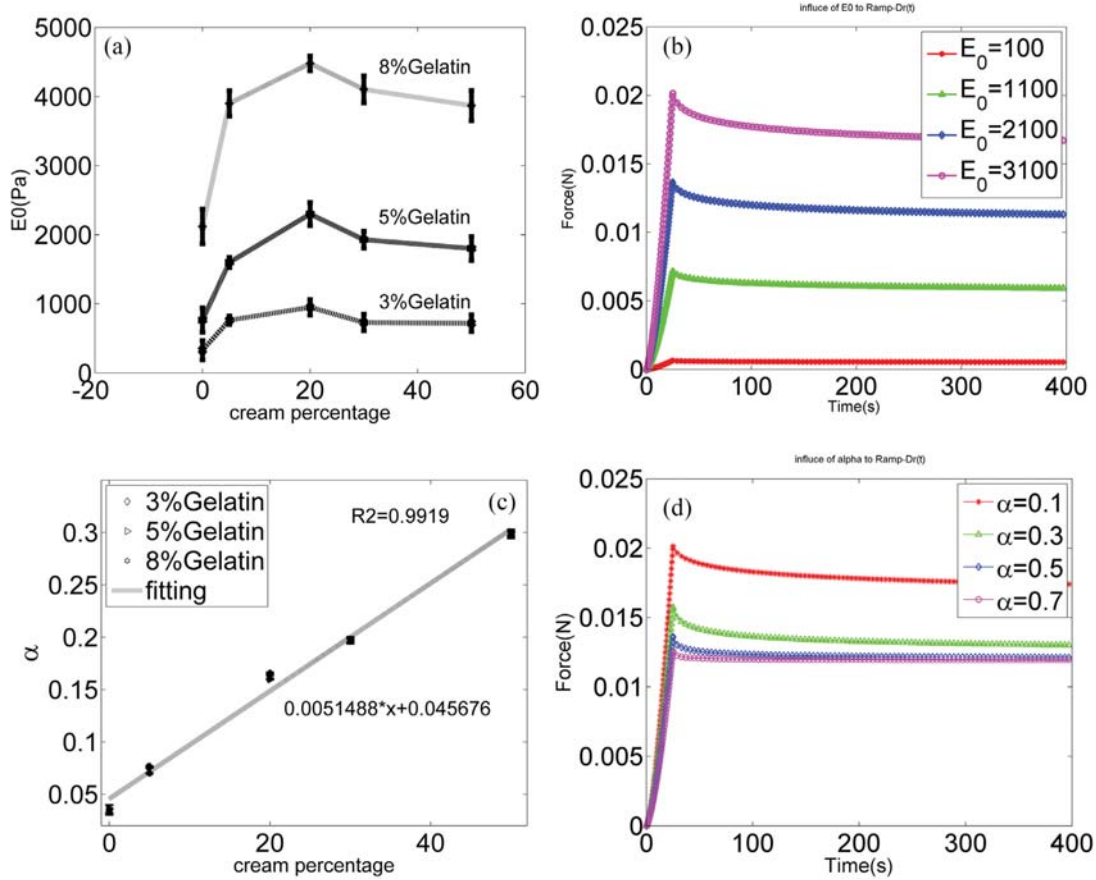 (a)
5000
4000
3000
2000
1000
0
E0(Pa)
8%Gelatin
5%Gelatin
3%Gelatin
-20 0 20 40 60
cream percentage
influce of E0 to Ramp-Dr(t)
(b)
0.025
0.02
0.015
0.01
0.005
0
Force(N)
E0=100
E0=1100
E0=2100
E0=3100
0 100 200 300 400
Time(s)
(c)
3%Gelatin
5%Gelatin
8%Gelatin
fitting
R2=0.9919
0.0051488*x+0.045676
0.3
0.25
0.2
0.15
0.1
0.05
α
0 20 40
cream percentage
influce of alpha to Ramp-Dr(t)
(d)
0.025
0.02
0.015
0.01
0.005
0
Force(N)
α=0.1
α=0.3
α=0.5
α=0.7
0 100 200 300 400
Time(s)